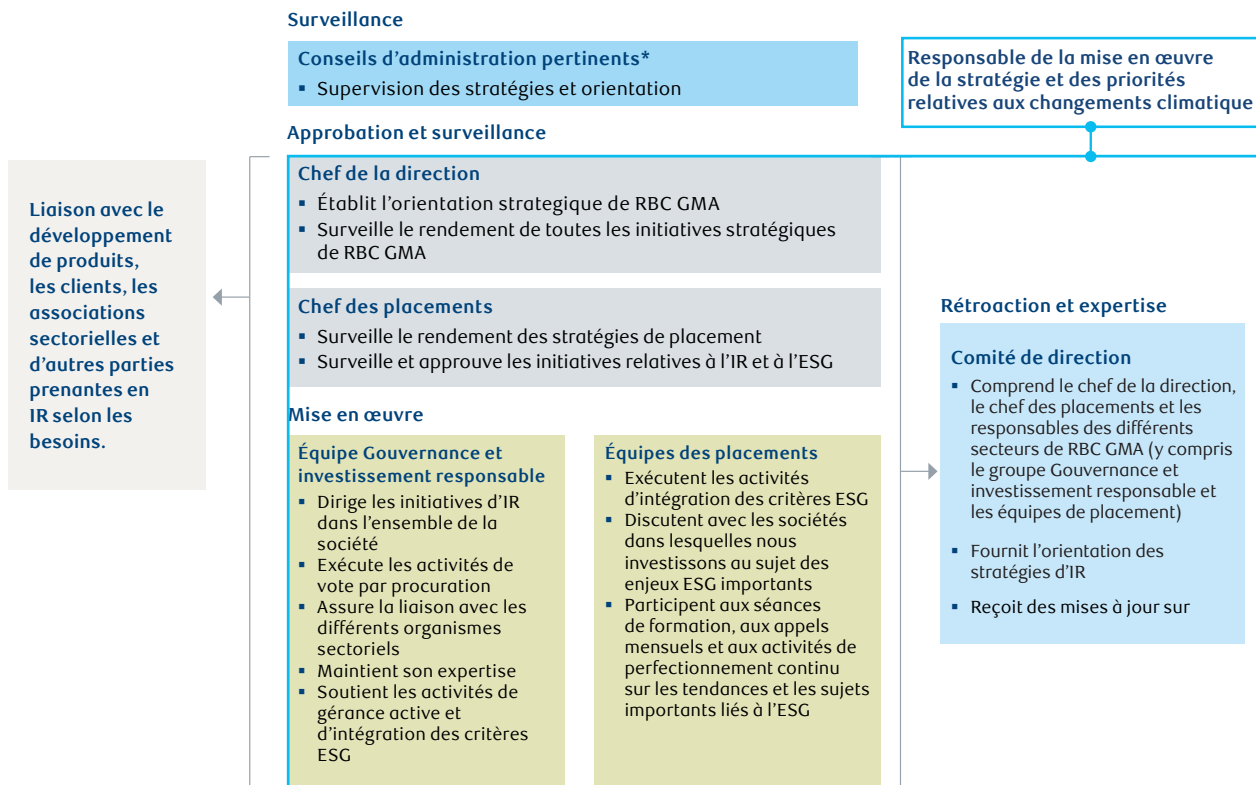 Surveillance
Conseils d'administration pertinents*
▪ Supervision des stratégies et orientation
Responsable de la mise en œuvre
de la stratégie et des priorités
relatives aux changements climatique
Approbation et surveillance
Liaison avec le
développement
de produits,
les clients, les
associations
sectorielles et
d'autres parties
prenantes en
IR selon les
besoins.
Chef de la direction
▪ Établit l'orientation strategique de RBC GMA
▪ Surveille le rendement de toutes les initiatives stratégiques
de RBC GMA
Chef des placements
▪ Surveille le rendement des stratégies de placement
▪ Surveille et approuve les initiatives relatives à l'IR et à l'ESG
Mise en œuvre
Équipe Gouvernance et
investissement responsable
▪ Dirige les initiatives d'IR
dans l'ensemble de la
société
▪ Exécute les activités de
vote par procuration
▪ Assure la liaison avec les
différents organismes
sectoriels
▪ Maintient son expertise
▪ Soutient les activités de
gérance active et
d'intégration des critères
ESG
Équipes des placements
▪ Exécutent les activités
d'intégration des critères ESG
▪ Discutent avec les sociétés
dans lesquelles nous
investissons au sujet des
enjeux ESG importants
▪ Participent aux séances
de formation, aux appels
mensuels et aux activités de
perfectionnement continu
sur les tendances et les sujets
importants liés à l'ESG
Rétroaction et expertise
Comité de direction
▪ Comprend le chef de la direction,
le chef des placements et les
responsables des différents
secteurs de RBC GMA (y compris
le groupe Gouvernance et
investissement responsable et
les équipes de placement)
▪ Fournit l'orientation des
stratégies d'IR
▪ Reçoit des mises à jour sur